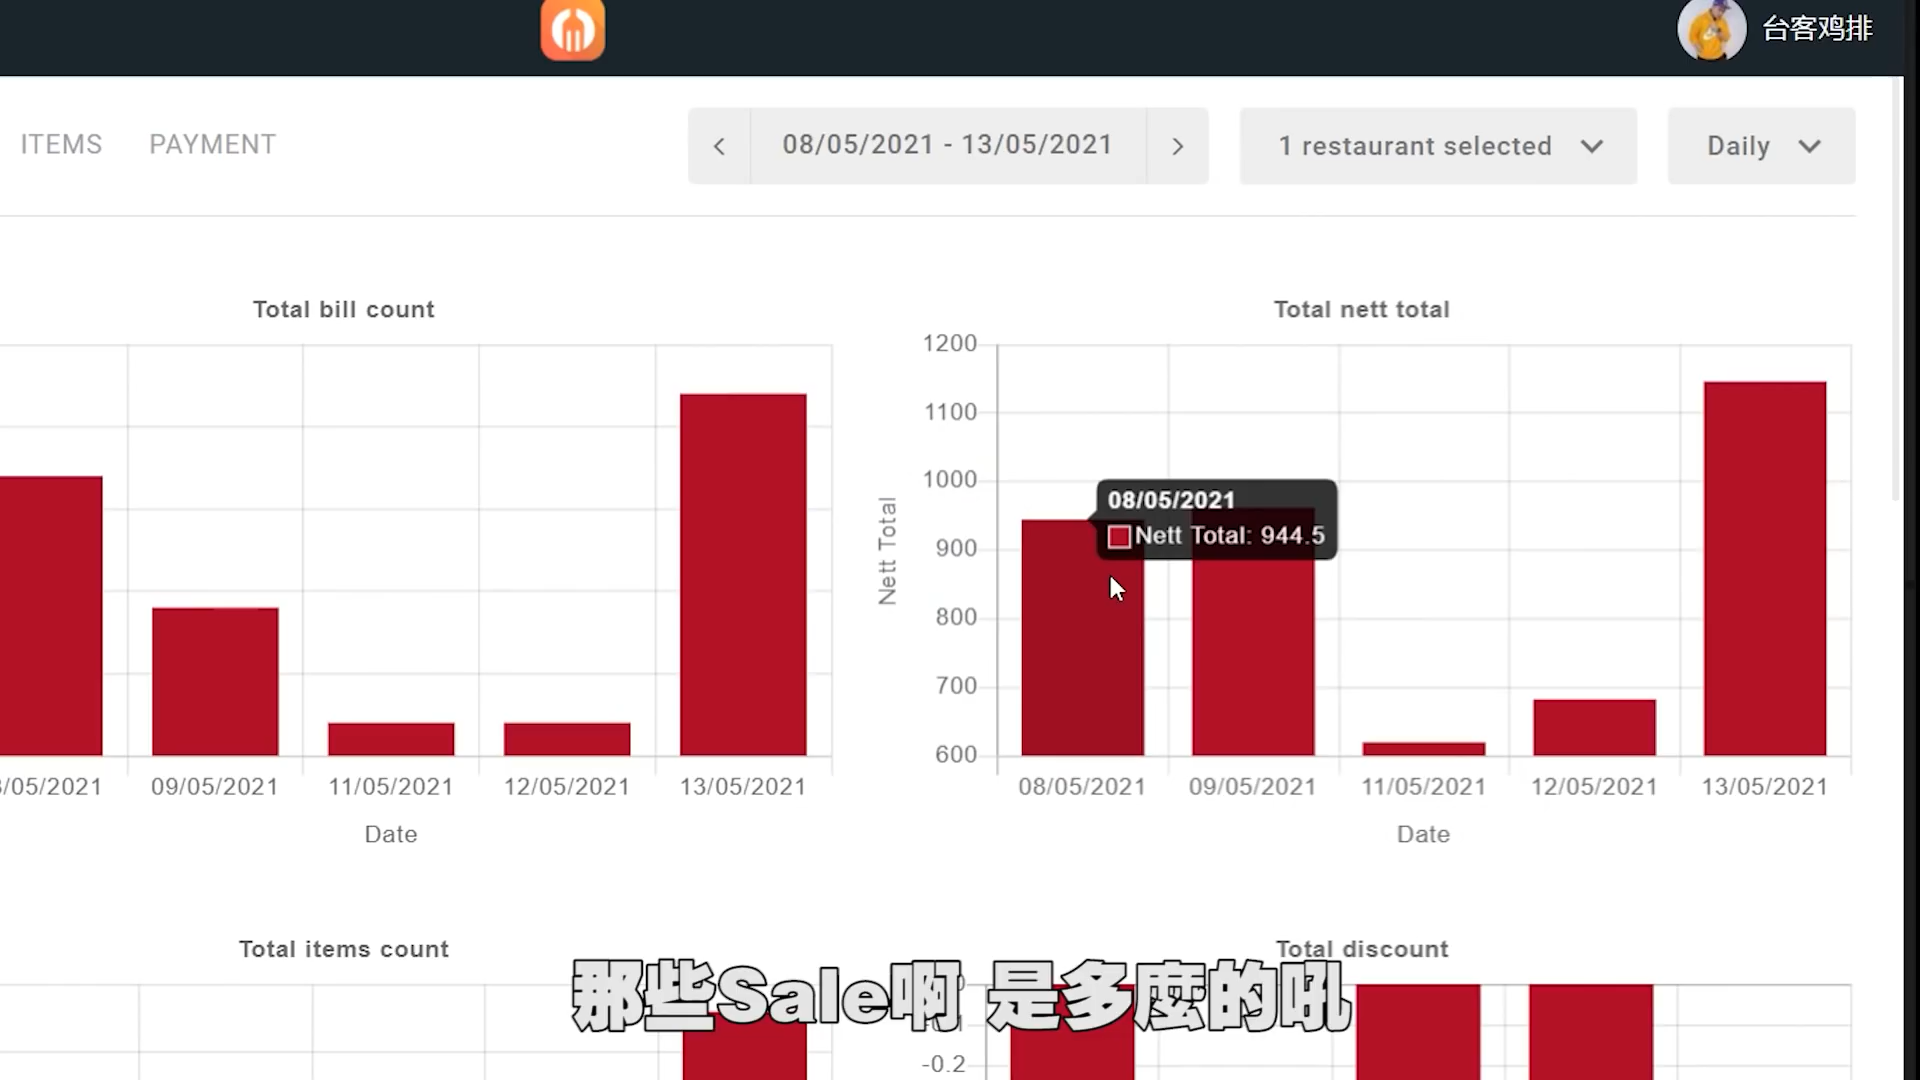 台客鸡排
ITEMS PAYMENT
08/05/2021 - 13/05/2021
1 restaurant selected
Daily
Total bill count
09/05/2021 11/05/2021 12/05/2021 13/05/2021
Date
Total nett total
Nett Total
1200
1100
1000
900
800
700
600
08/05/2021
Nett Total: 944.5
08/05/2021 09/05/2021 11/05/2021 12/05/2021 13/05/2021
Date
Total items count
Total discount
-0.2
那些Sale啊 是多麼的吼